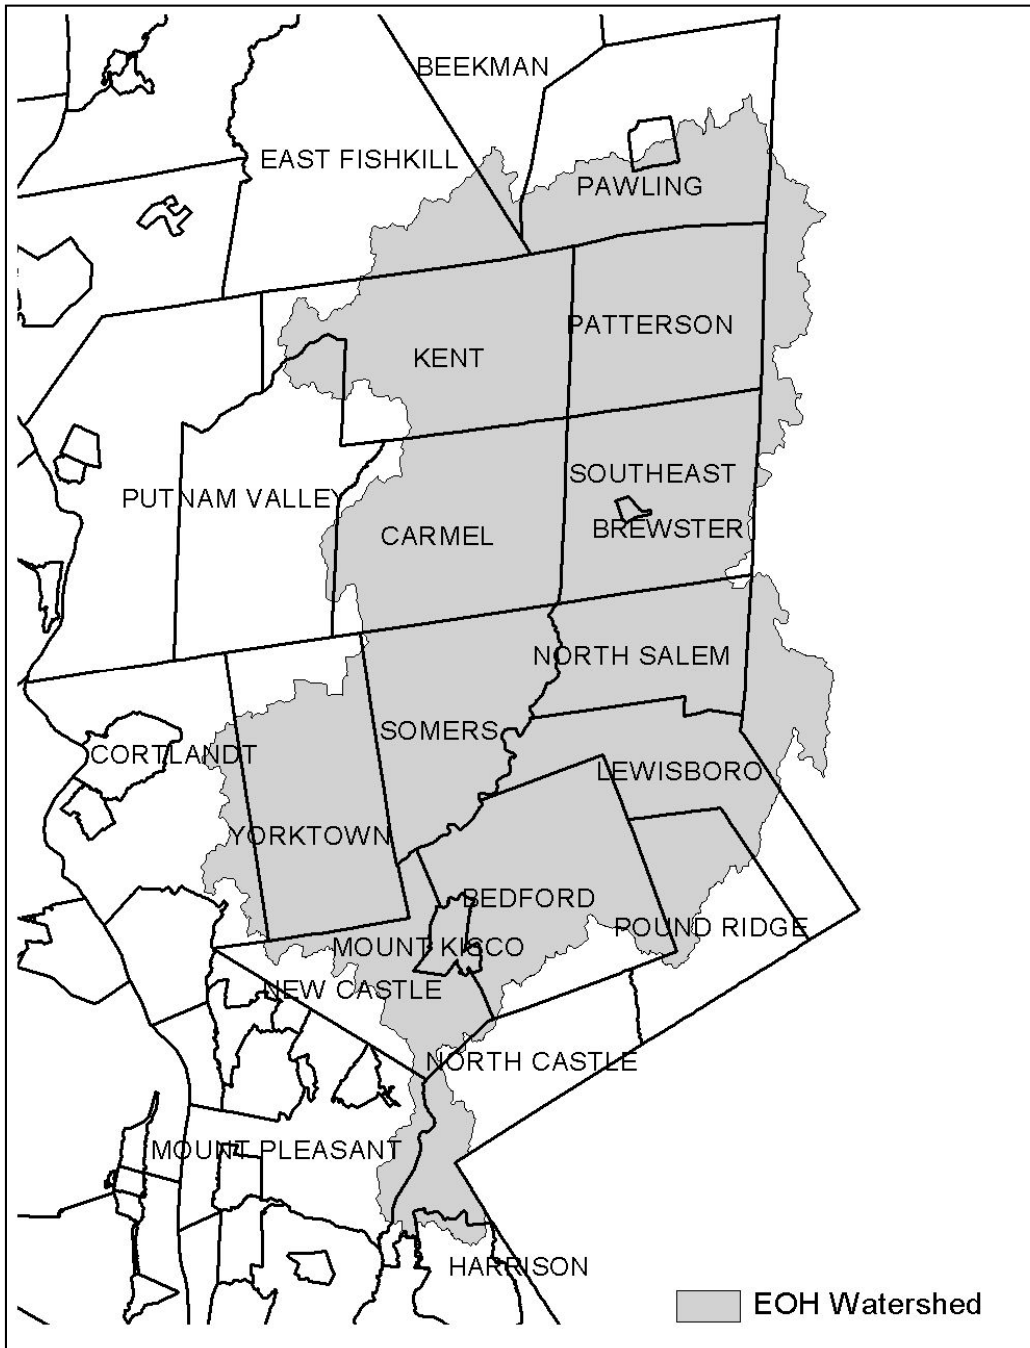 BEEKMAN
EAST FISHKILL
PAWLING
PATTERSON
KENT
SOUTHEAST
PUTNAM VALLEY
BREWSTER
CARMEL
NORTH SALEM
SOMERS
CORTLANDT
LEWISBORO
YORKTOWN
BEDFORD
POUND RIDGE
MOUNT KISCO
NEW CASTLE
NORTH CASTLE
MOUNT PLEASANT
HARRISON
EOH Watershed